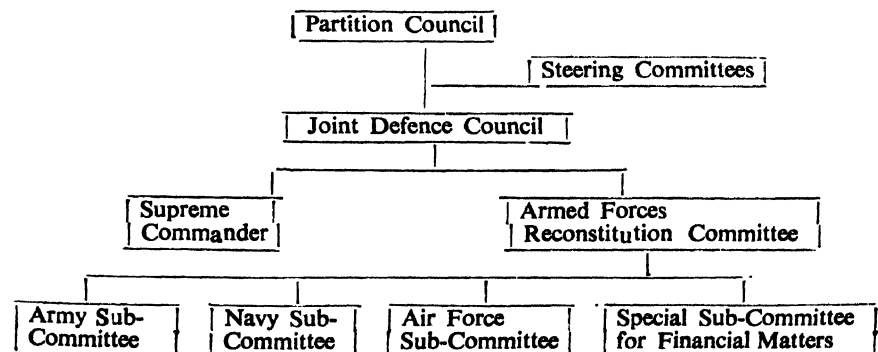 Partition Council
Steering Committees
Joint Defence Council
Supreme
Commander
Armed Forces
Reconstitution Committee
Army Sub-
Committee
Navy Sub-
Committee
Air Force
Sub-Committee
Special Sub-Committee
for Financial Matters